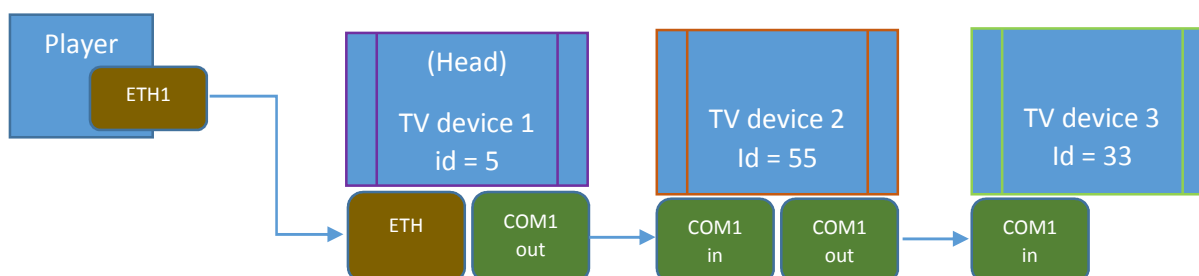 Player
ETH1
(Head)
TV device 1
id = 5
TV device 2
Id = 55
TV device 3
Id = 33
ETH
COM1
out
COM1
in
COM1
out
COM1
in